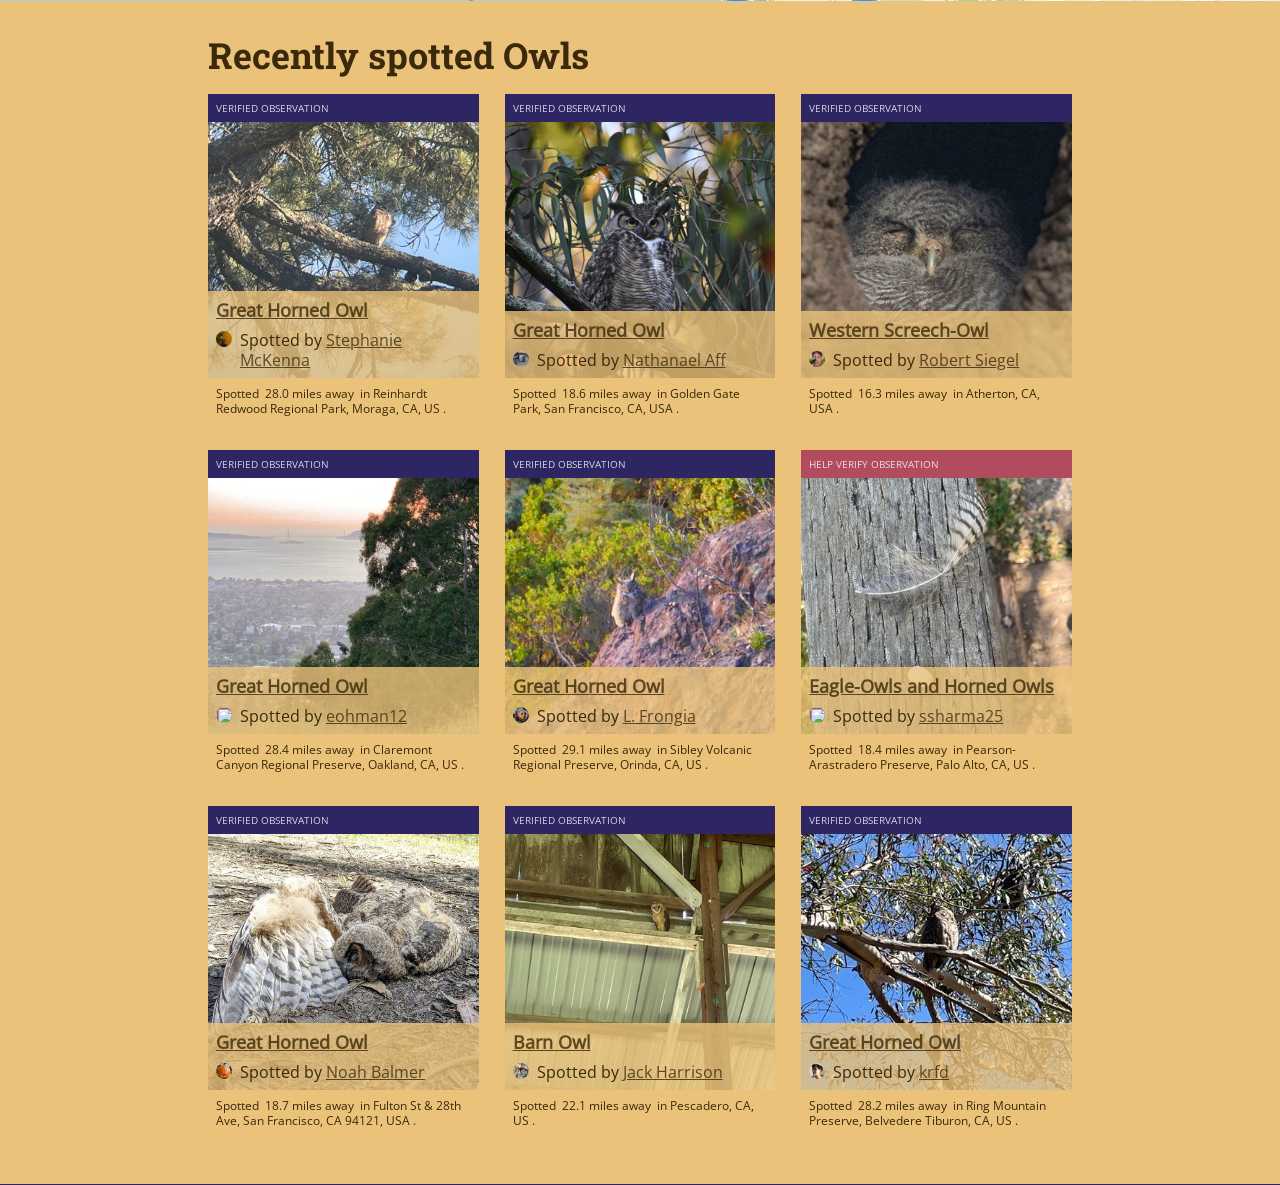 Recently spotted Owls
VERIFIED OBSERVATION
Great Horned Owl
Spotted by Stephanie
McKenna
Spotted 28.0 miles away in Reinhardt
Redwood Regional Park, Moraga, CA, US .
VERIFIED OBSERVATION
Great Horned Owl
Spotted by Nathanael Aff
Spotted 18.6 miles away in Golden Gate
Park, San Francisco, CA, USA .
VERIFIED OBSERVATION
Western Screech-Owl
Spotted by Robert Siegel
Spotted 16.3 miles away in Atherton, CA,
USA .
VERIFIED OBSERVATION
Great Horned Owl
Spotted by eohman12
Spotted 28.4 miles away in Claremont
Canyon Regional Preserve, Oakland, CA, US .
VERIFIED OBSERVATION
Great Horned Owl
Spotted by L. Frongia
Spotted 29.1 miles away in Sibley Volcanic
Regional Preserve, Orinda, CA, US .
HELP VERIFY OBSERVATION
Eagle-Owls and Horned Owls
Spotted by ssharma25
Spotted 18.4 miles away in Pearson-
Arastradero Preserve, Palo Alto, CA, US .
VERIFIED OBSERVATION
Great Horned Owl
Spotted by Noah Balmer
Spotted 18.7 miles away in Fulton St & 28th
Ave, San Francisco, CA 94121, USA .
VERIFIED OBSERVATION
Barn Owl
Spotted by Jack Harrison
Spotted 22.1 miles away in Pescadero, CA,
US .
VERIFIED OBSERVATION
Great Horned Owl
Spotted by krfd
Spotted 28.2 miles away in Ring Mountain
Preserve, Belvedere Tiburon, CA, US .